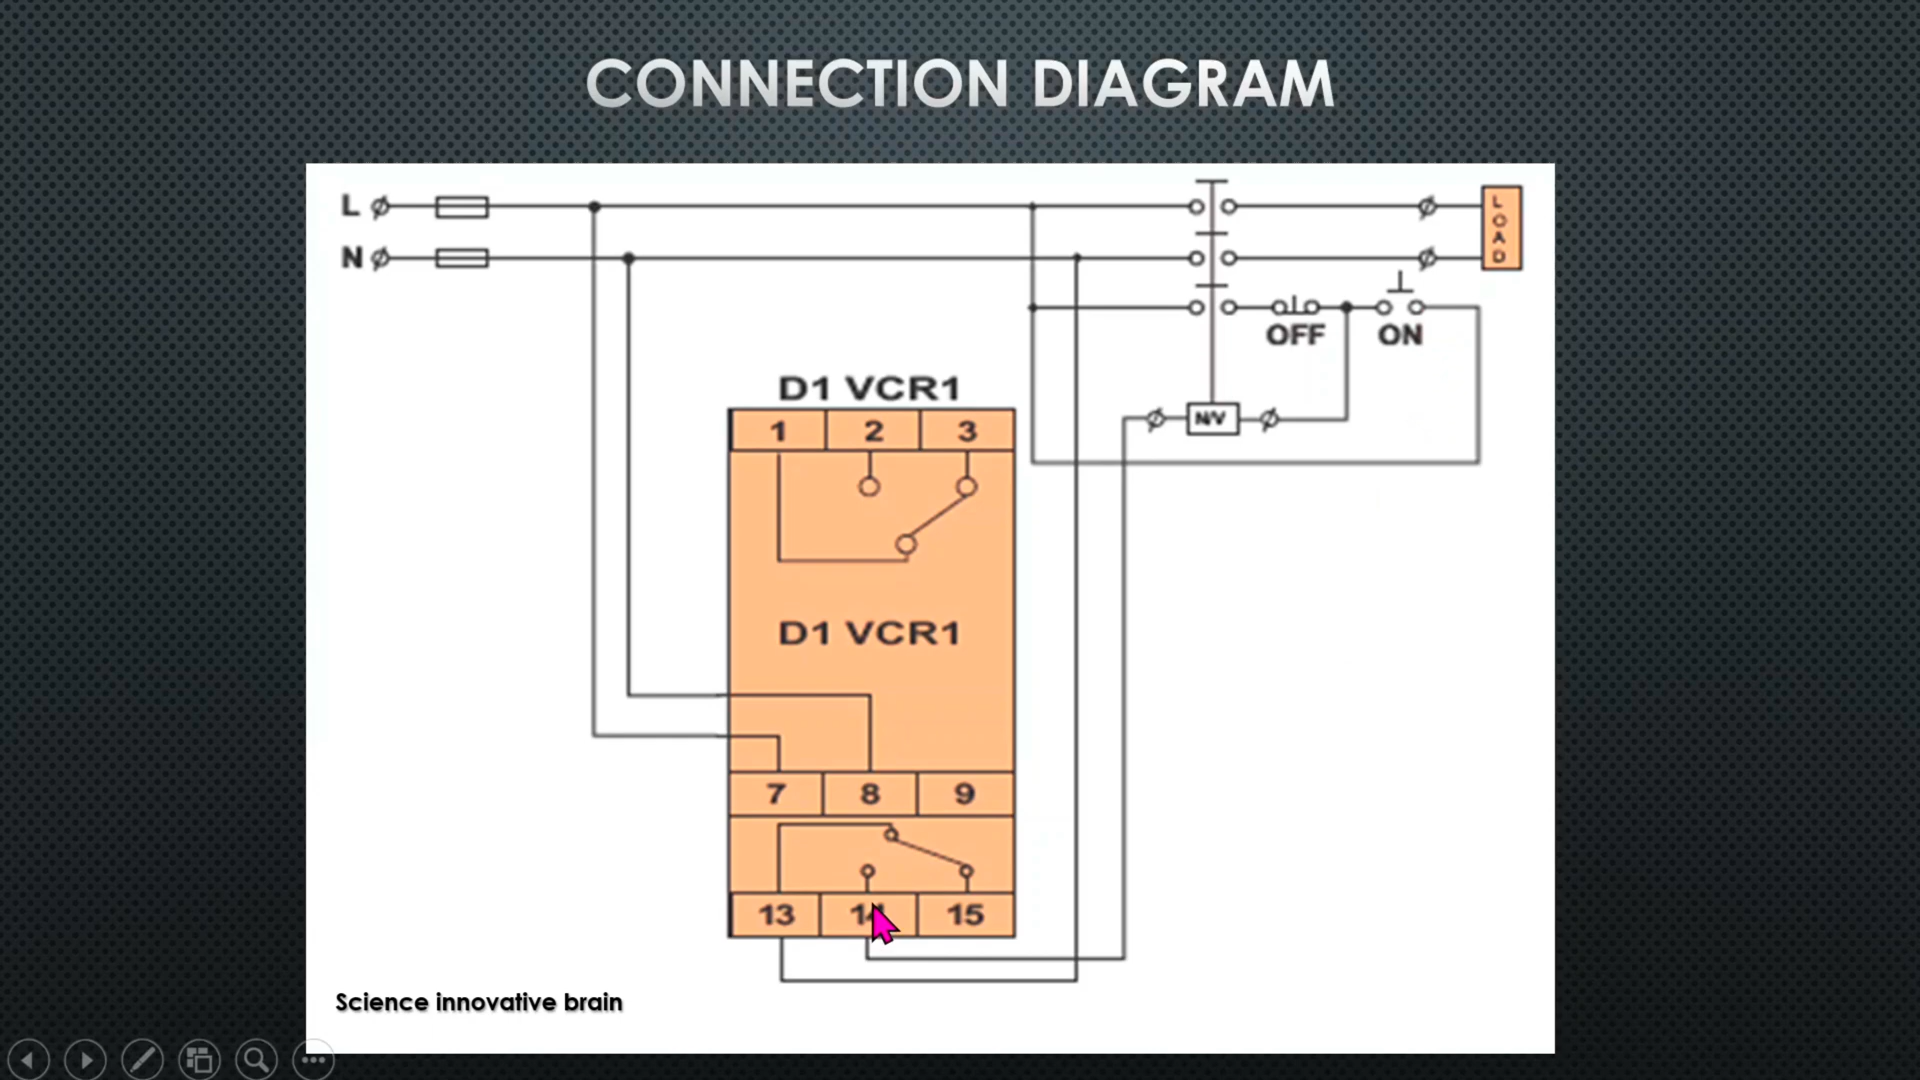 CONNECTION DIAGRAM
L
N
LOAD
OFF
ON
N/V
D1 VCR1
1 2 3
D1 VCR1
7 8 9
13 14 15
Science innovative brain